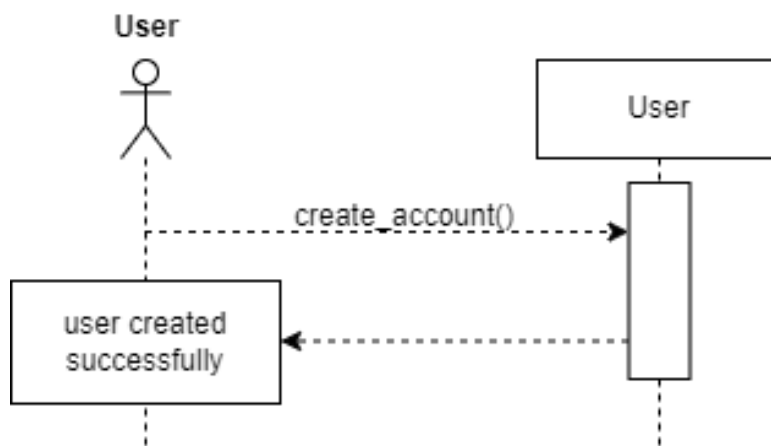 User
User
create_account()
user created
successfully